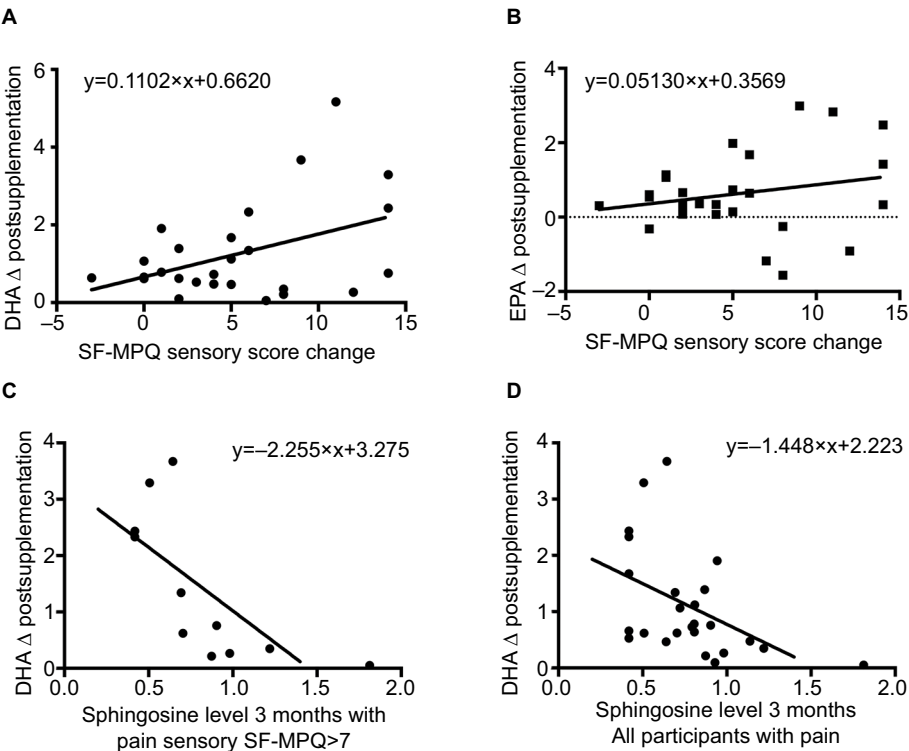 A
DHA Δ postsupplementation
6
4
2
0
y=0.1102×x+0.6620
–5
0
5
10
15
SF-MPQ sensory score change
B
EPA Δ postsupplementation
4
2
0
–2
y=0.05130×x+0.3569
–5
0
5
10
15
SF-MPQ sensory score change
C
DHA Δ postsupplementation
4
3
2
1
0
y=–2.255×x+3.275
0.0
0.5
1.0
1.5
2.0
Sphingosine level 3 months with
pain sensory SF-MPQ>7
D
DHA Δ postsupplementation
4
3
2
1
0
y=–1.448×x+2.223
0.0
0.5
1.0
1.5
2.0
Sphingosine level 3 months
All participants with pain